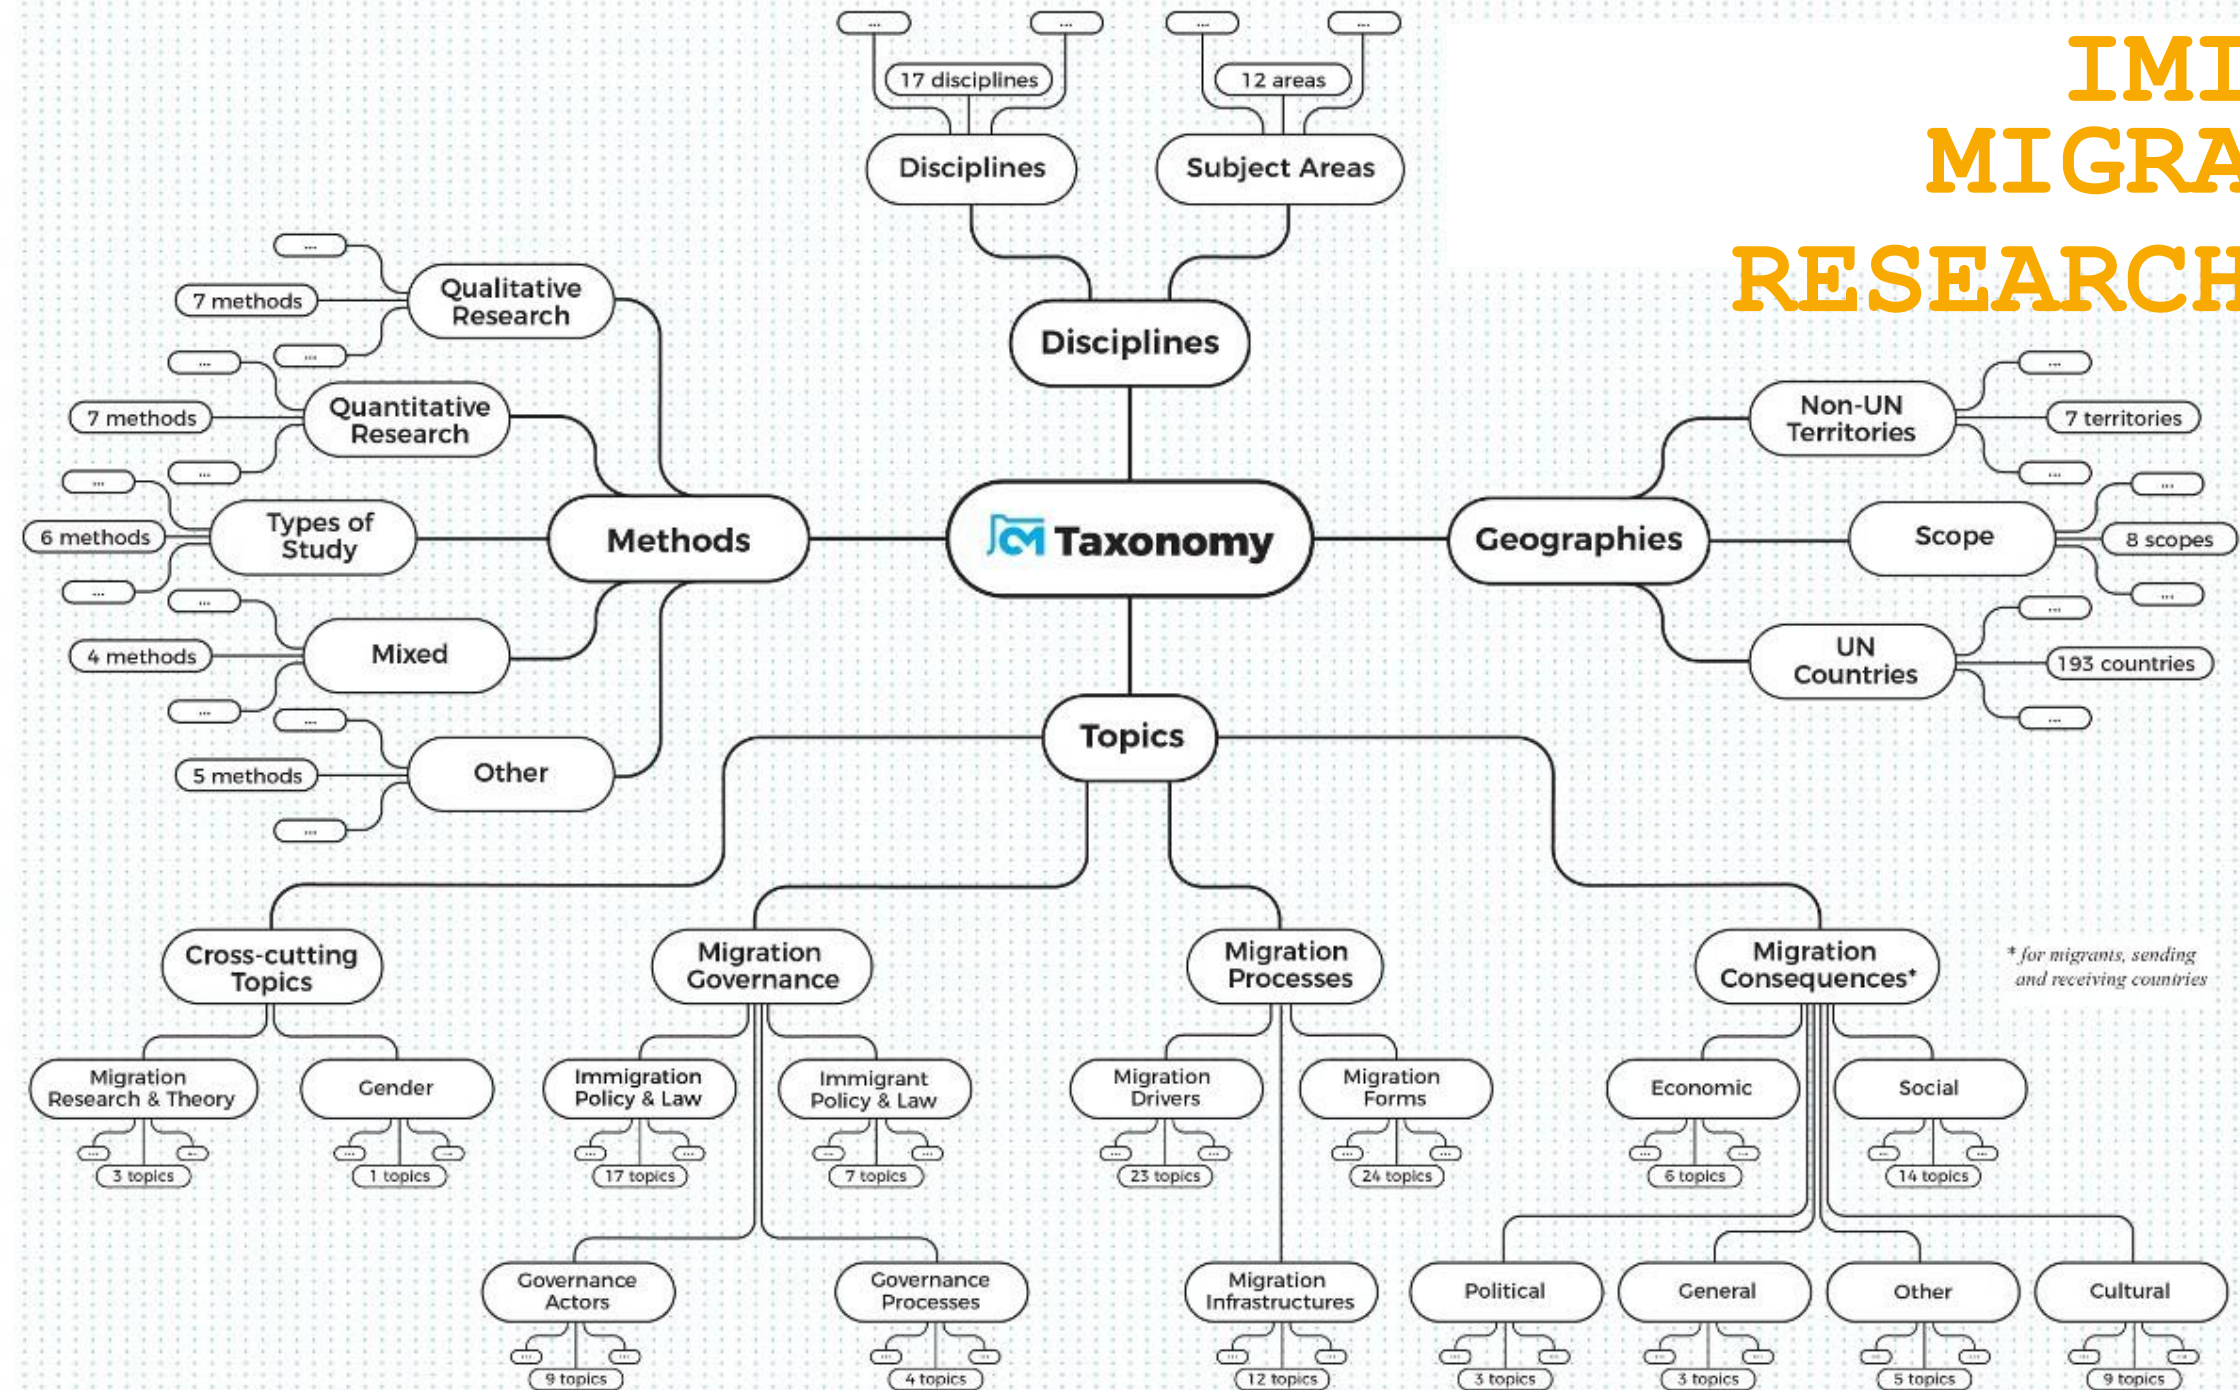 ...
...
...
...
17 disciplines
12 areas
Disciplines
Subject Areas
IMI
MIGRA
RESEARCH
Disciplines
...
7 methods
...
Qualitative
Research
...
7 methods
...
Quantitative
Research
...
6 methods
...
Types of
Study
...
4 methods
...
Mixed
...
5 methods
...
Other
Methods
Taxonomy
Geographies
Non-UN
Territories
...
7 territories
...
Scope
...
8 scopes
...
UN
Countries
...
193 countries
...
Topics
Cross-cutting
Topics
Migration
Governance
Migration
Processes
Migration
Consequences*
* for migrants, sending
and receiving countries
Migration
Research & Theory
... ...
3 topics
Gender
... ...
1 topics
Immigration
Policy & Law
... ...
17 topics
Immigrant
Policy & Law
... ...
7 topics
Migration
Drivers
... ...
23 topics
Migration
Forms
... ...
24 topics
Economic
... ...
6 topics
Social
... ...
14 topics
Governance
Actors
... ...
9 topics
Governance
Processes
... ...
4 topics
Migration
Infrastructures
... ...
12 topics
Political
... ...
3 topics
General
... ...
3 topics
Other
... ...
5 topics
Cultural
... ...
9 topics